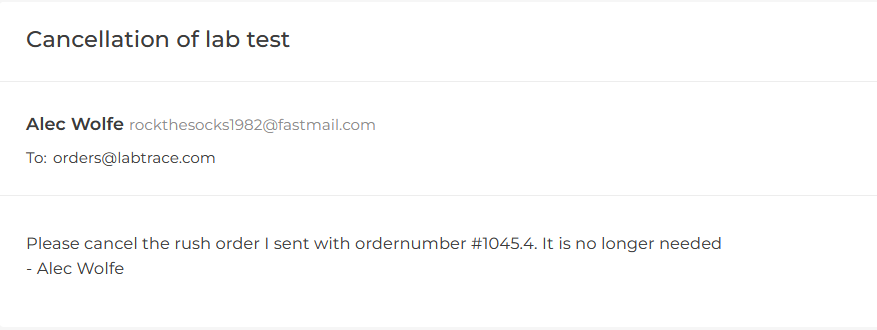 Cancellation of lab test
Alec Wolfe rockthesocks1982@fastmail.com
To: orders@labtrace.com
Please cancel the rush order I sent with ordernumber #1045.4. It is no longer needed
- Alec Wolfe